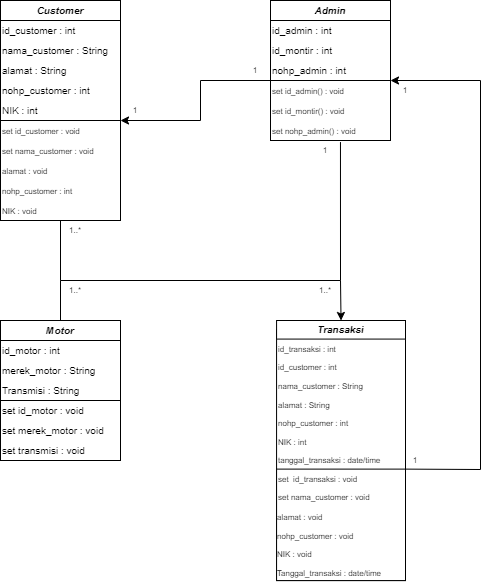 Customer
id_customer : int
nama_customer : String
alamat : String
nohp_customer : int
NIK : int
set id_customer : void
set nama_customer : void
alamat : void
nohp_customer : int
NIK : void
Admin
id_admin : int
id_montir : int
nohp_admin : int
set id_admin() : void
set id_montir() : void
set nohp_admin() : void
1
1
1
1
1..*
1..*
1..*
Motor
id_motor : int
merek_motor : String
Transmisi : String
set id_motor : void
set merek_motor : void
set transmisi : void
Transaksi
id_transaksi : int
id_customer : int
nama_customer : String
alamat : String
nohp_customer : int
NIK : int
tanggal_transaksi : date/time
set  id_transaksi : void
set nama_customer : void
alamat : void
nohp_customer : void
NIK : void
Tanggal_transaksi : date/time
1